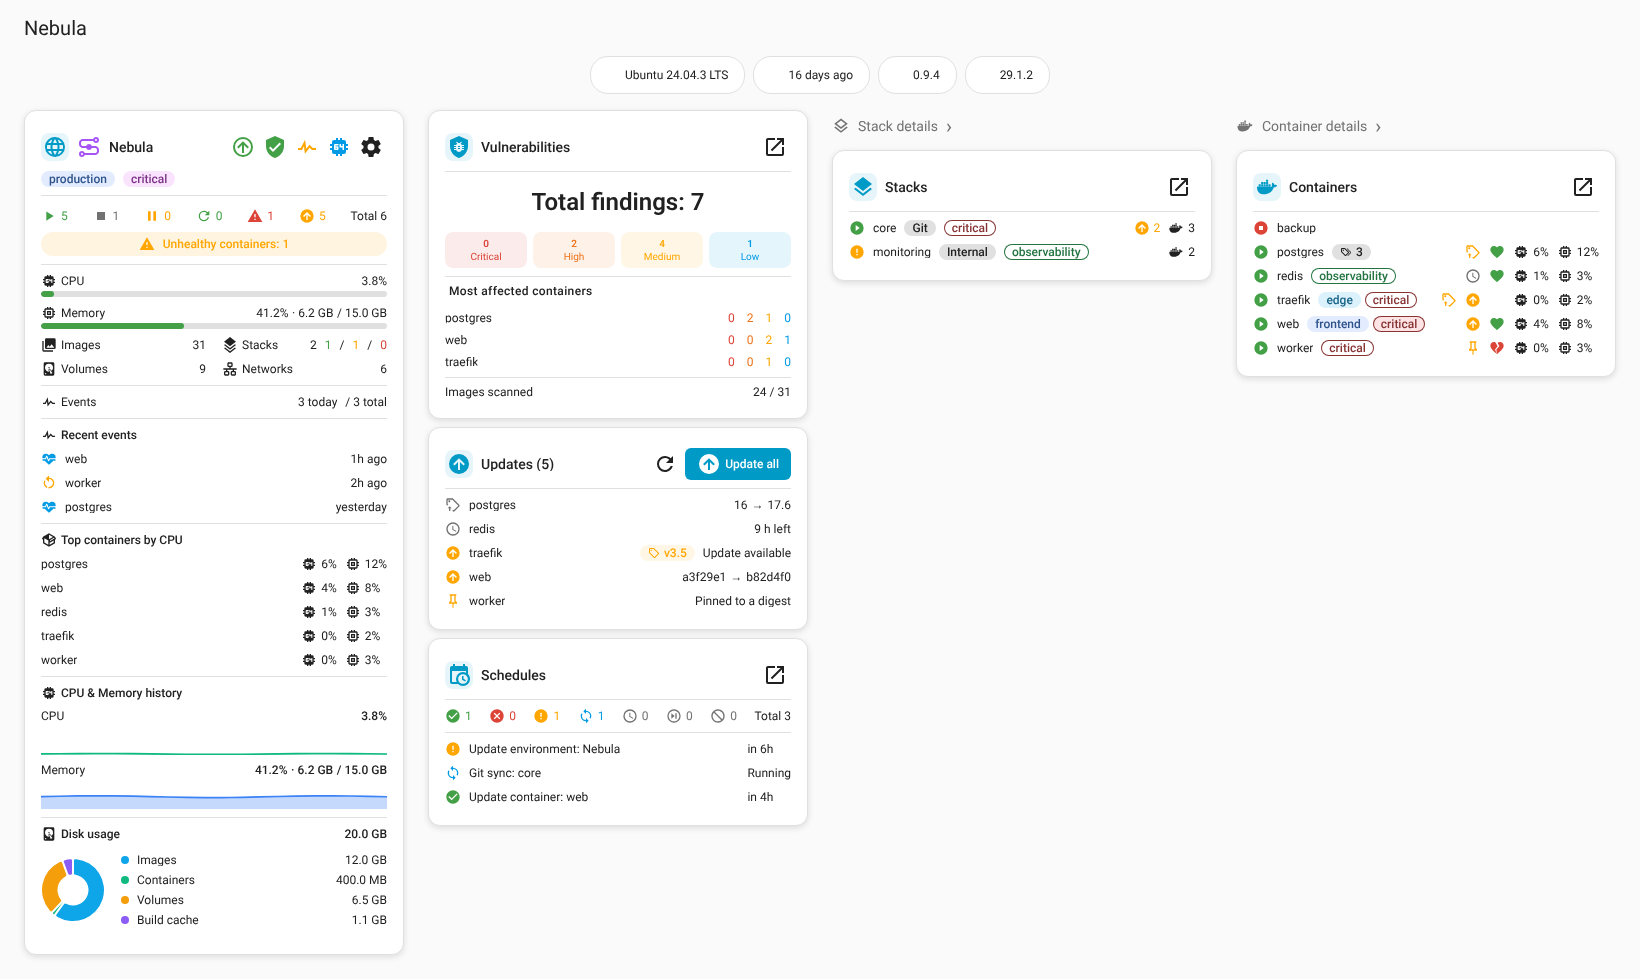 Nebula
Ubuntu 24.04.3 LTS
16 days ago
0.9.4
29.1.2
Nebula
production critical
5 1 0 0 1 5 Total 6
Unhealthy containers: 1
CPU 3.8%
Memory 41.2% · 6.2 GB / 15.0 GB
Images 31 Stacks 2 1 / 1 / 0
Volumes 9 Networks 6
Events 3 today / 3 total
Recent events
web 1h ago
worker 2h ago
postgres yesterday
Top containers by CPU
postgres 6% 12%
web 4% 8%
redis 1% 3%
traefik 0% 2%
worker 0% 3%
CPU & Memory history
CPU 3.8%
Memory 41.2% · 6.2 GB / 15.0 GB
Disk usage 20.0 GB
Images 12.0 GB
Containers 400.0 MB
Volumes 6.5 GB
Build cache 1.1 GB
Vulnerabilities
Total findings: 7
0 2 4 1
Critical High Medium Low
Most affected containers
postgres 0 2 1 0
web 0 0 2 1
traefik 0 0 1 0
Images scanned 24 / 31
Updates (5) Update all
postgres 16 → 17.6
redis 9 h left
traefik v3.5 Update available
web a3f29e1 → b82d4f0
worker Pinned to a digest
Schedules
1 0 1 1 0 0 0 Total 3
Update environment: Nebula in 6h
Git sync: core Running
Update container: web in 4h
Stack details ›
Stacks
core Git critical 2 3
monitoring Internal observability 2
Container details ›
Containers
backup
postgres 3 6% 12%
redis observability 1% 3%
traefik edge critical 0% 2%
web frontend critical 4% 8%
worker critical 0% 3%